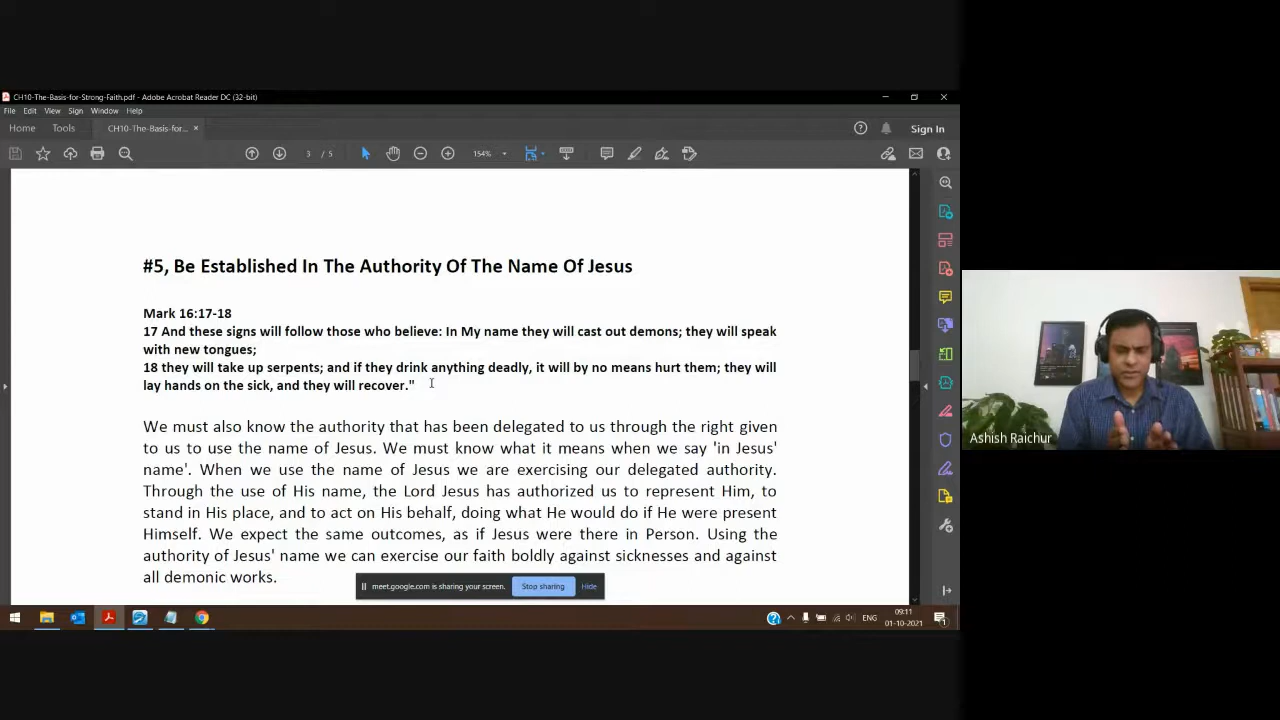 CH10-The-Basis-for-Strong-Faith.pdf - Adobe Acrobat Reader DC (32-bit)
File Edit View Sign Window Help
Home Tools CH10-The-Basis-for-... × Sign In
3 / 5 154%
#5, Be Established In The Authority Of The Name Of Jesus
Mark 16:17-18
17 And these signs will follow those who believe: In My name they will cast out demons; they will speak
with new tongues;
18 they will take up serpents; and if they drink anything deadly, it will by no means hurt them; they will
lay hands on the sick, and they will recover."
We must also know the authority that has been delegated to us through the right given
to us to use the name of Jesus. We must know what it means when we say 'in Jesus'
name'. When we use the name of Jesus we are exercising our delegated authority.
Through the use of His name, the Lord Jesus has authorized us to represent Him, to
stand in His place, and to act on His behalf, doing what He would do if He were present
Himself. We expect the same outcomes, as if Jesus were there in Person. Using the
authority of Jesus' name we can exercise our faith boldly against sicknesses and against
all demonic works.
meet.google.com is sharing your screen. Stop sharing Hide
ENG
09:11
01-10-2021
Ashish Raichur